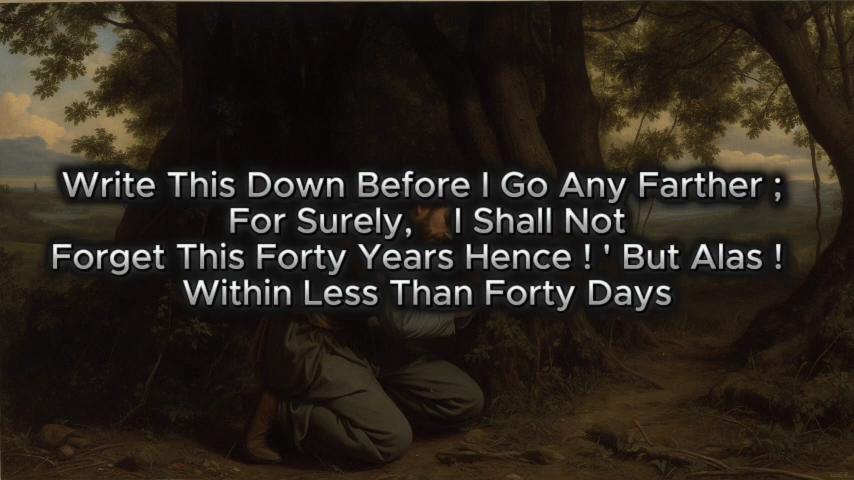 Write This Down Before I Go Any Farther ;
For Surely, I Shall Not
Forget This Forty Years Hence ! ' But Alas !
Within Less Than Forty Days